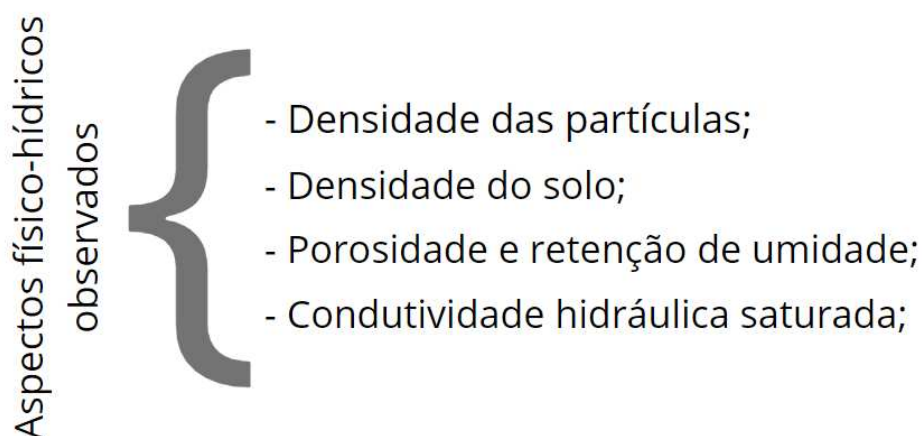 Aspectos físico-hídricos
observados
- Densidade das partículas;
- Densidade do solo;
- Porosidade e retenção de umidade;
- Condutividade hidráulica saturada;